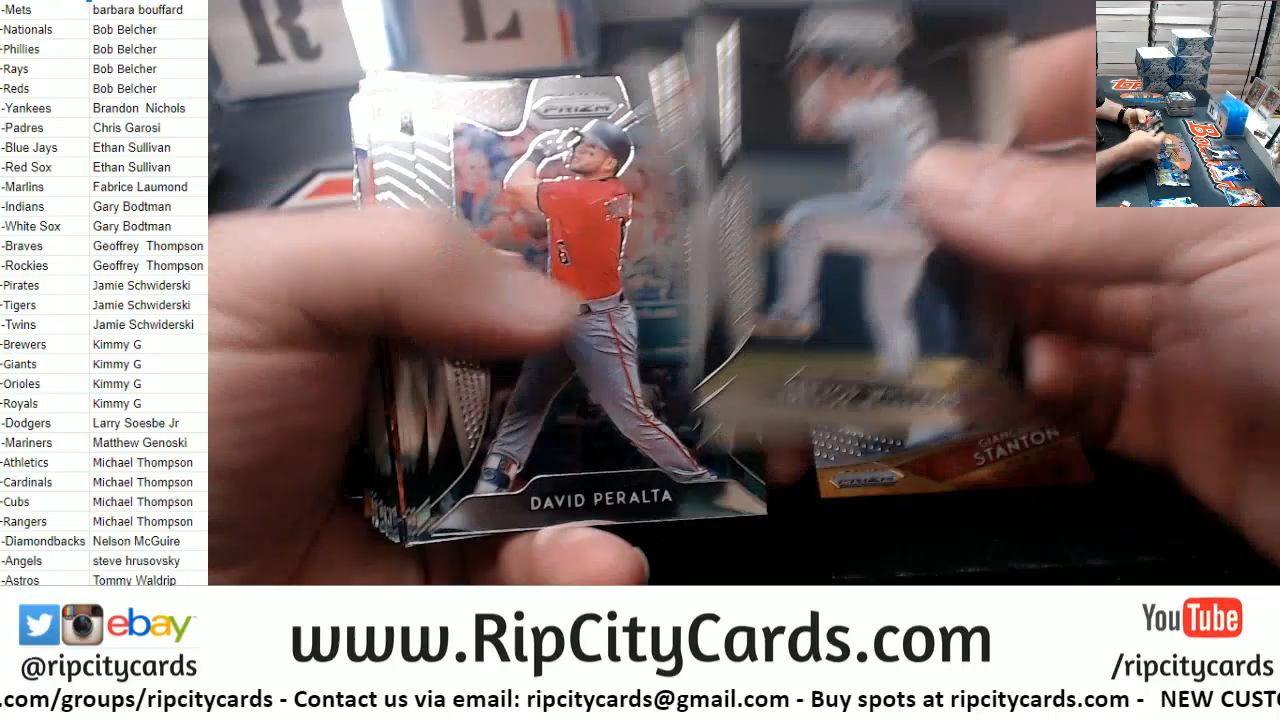 -Mets barbara bouffard
-Nationals Bob Belcher
-Phillies Bob Belcher
-Rays Bob Belcher
-Reds Bob Belcher
-Yankees Brandon Nichols
-Padres Chris Garosi
-Blue Jays Ethan Sullivan
-Red Sox Ethan Sullivan
-Marlins Fabrice Laumond
-Indians Gary Bodtman
-White Sox Gary Bodtman
-Braves Geoffrey Thompson
-Rockies Geoffrey Thompson
-Pirates Jamie Schwiderski
-Tigers Jamie Schwiderski
-Twins Jamie Schwiderski
-Brewers Kimmy G
-Giants Kimmy G
-Orioles Kimmy G
-Royals Kimmy G
-Dodgers Larry Soesbe Jr
-Mariners Matthew Genoski
-Athletics Michael Thompson
-Cardinals Michael Thompson
-Cubs Michael Thompson
-Rangers Michael Thompson
-Diamondbacks Nelson McGuire
-Angels steve hrusovsky
-Astros Tommy Waldrip
R L
PRIZM
6
DAVID PERALTA
STANTON
PRIZM
ebay
@ripcitycards
www.RipCityCards.com
YouTube
/ripcitycards
.com/groups/ripcitycards - Contact us via email: ripcitycards@gmail.com - Buy spots at ripcitycards.com - NEW CUST